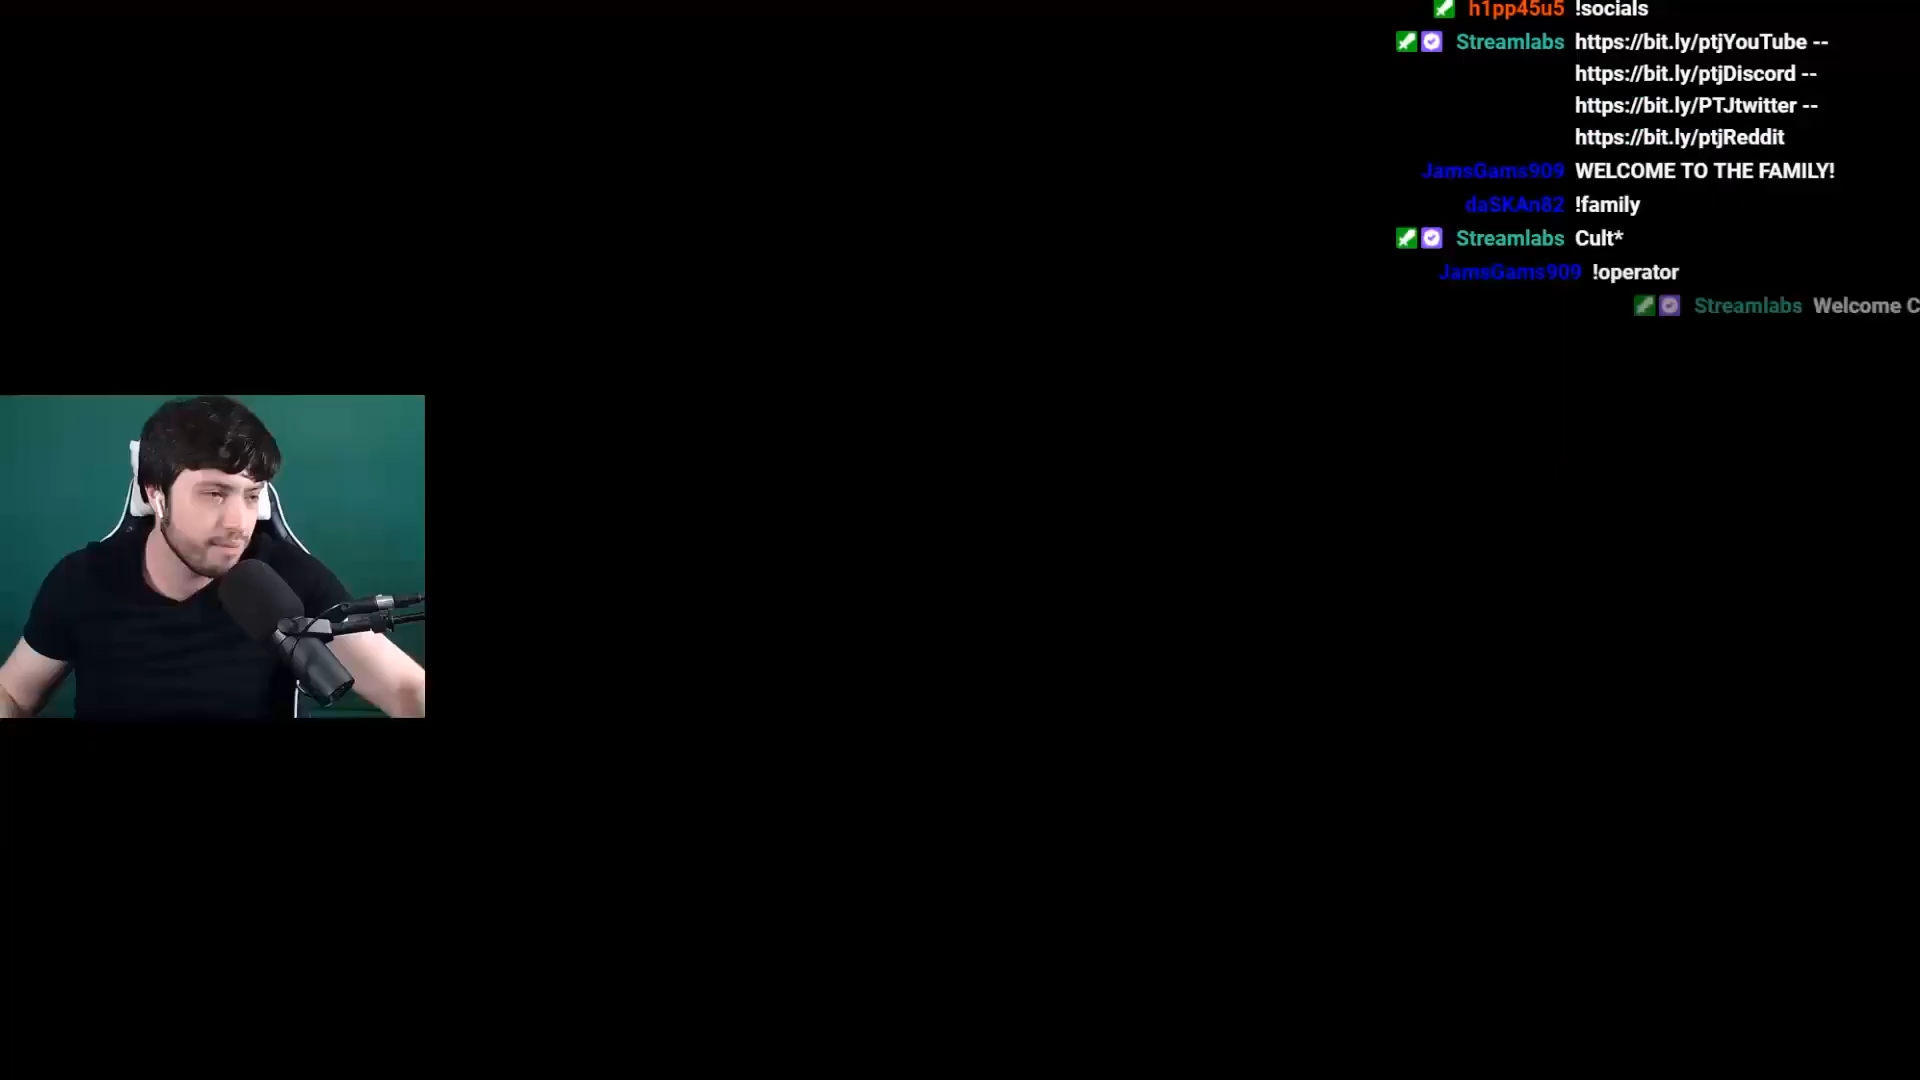 h1pp45u5 !socials
Streamlabs https://bit.ly/ptjYouTube --
https://bit.ly/ptjDiscord --
https://bit.ly/PTJtwitter --
https://bit.ly/ptjReddit
JamsGams909 WELCOME TO THE FAMILY!
daSKAn82 !family
Streamlabs Cult*
JamsGams909 !operator
Streamlabs Welcome C